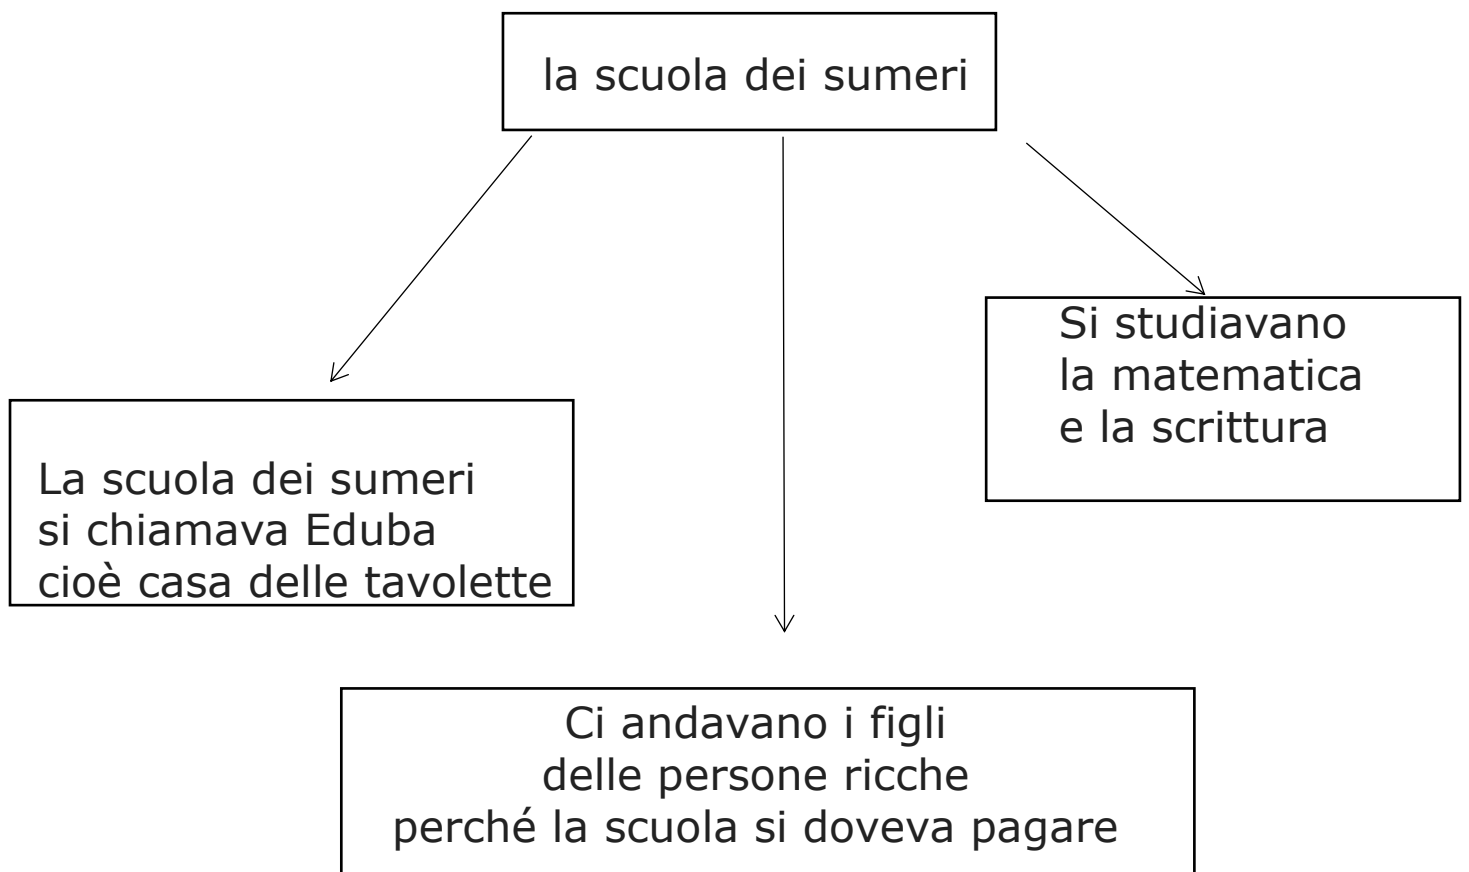 la scuola dei sumeri
La scuola dei sumeri
si chiamava Eduba
cioè casa delle tavolette
Ci andavano i figli
delle persone ricche
perché la scuola si doveva pagare
Si studiavano
la matematica
e la scrittura